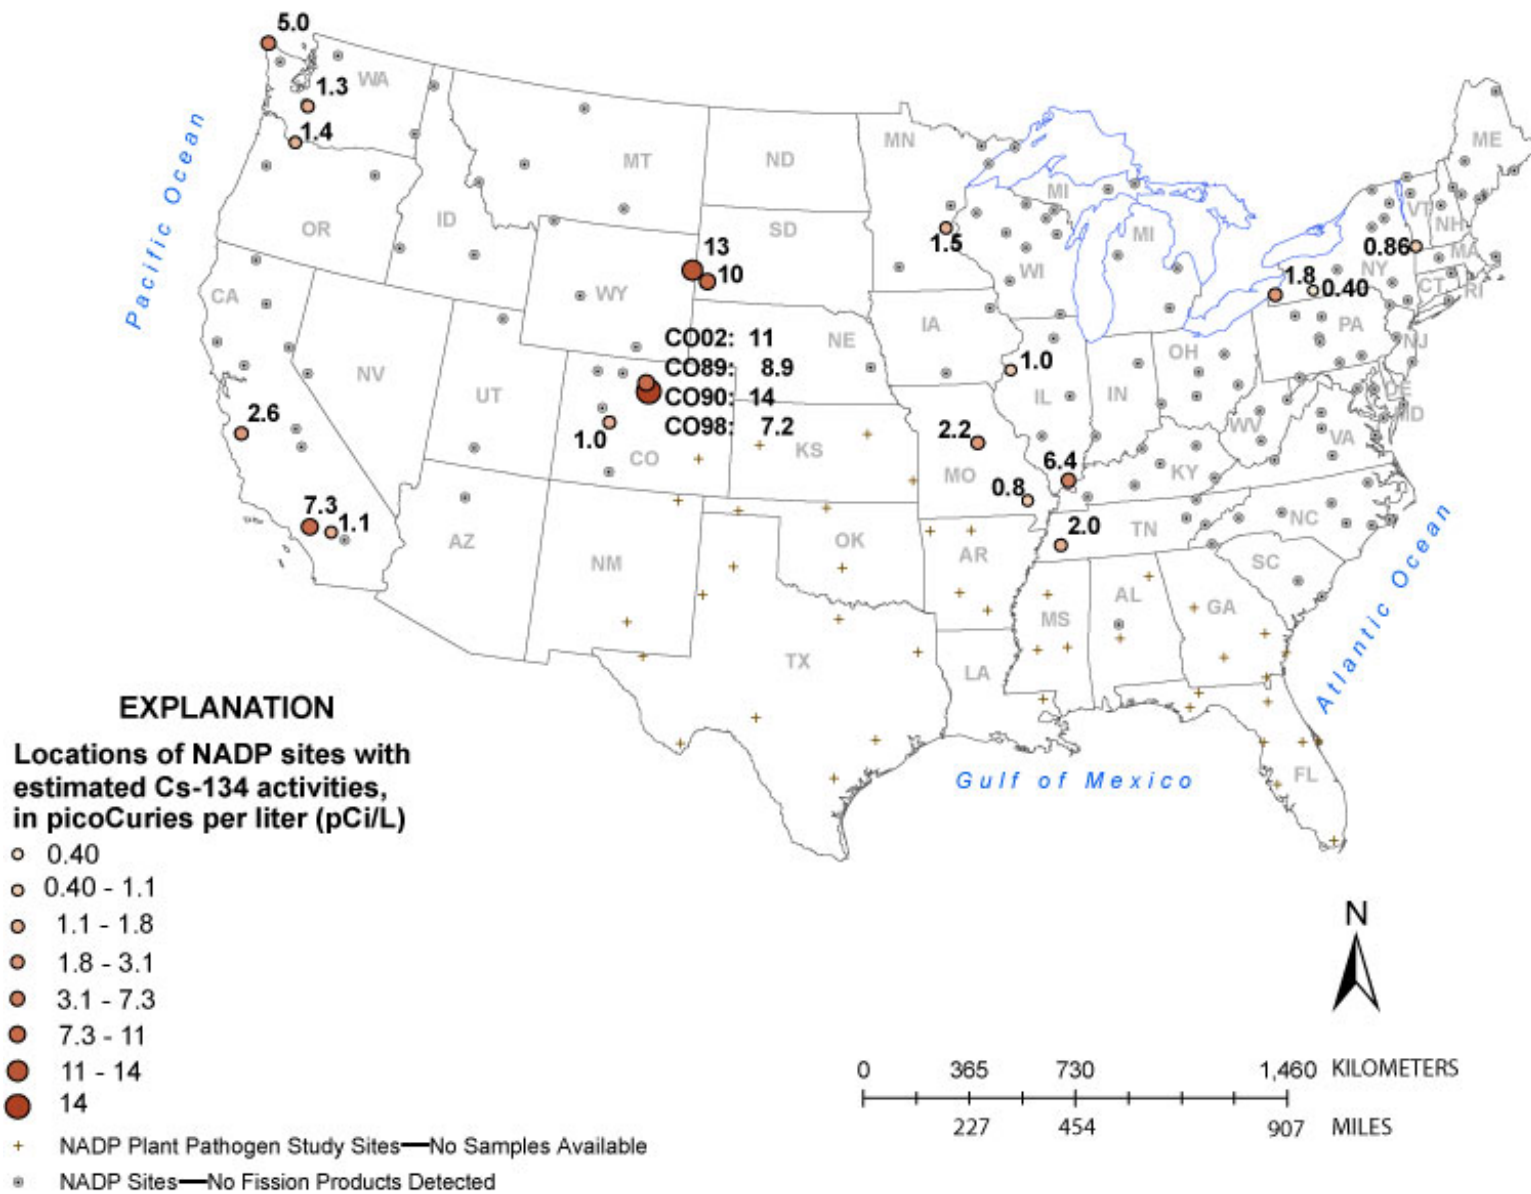 5.0
WA
1.3
1.4
Pacific Ocean
MT
ND
MN
ME
MI
OR
ID
SD
VT
NH
13
10
1.5
WI
MI
0.86
MA
NY
CT
RI
1.8
0.40
CA
WY
IA
PA
NJ
CO02: 11
CO89: 8.9
CO90: 14
CO98: 7.2
NE
OH
NV
UT
1.0
IL
IN
DE
MD
2.6
1.0
CO
KS
2.2
MO
6.4
WV
VA
KY
0.8
7.3
1.1
AZ
NM
OK
AR
2.0
TN
NC
SC
MS
AL
GA
Atlantic Ocean
TX
LA
FL
Gulf of Mexico
EXPLANATION
Locations of NADP sites with
estimated Cs-134 activities,
in picoCuries per liter (pCi/L)
0.40
0.40 - 1.1
1.1 - 1.8
1.8 - 3.1
3.1 - 7.3
7.3 - 11
11 - 14
14
NADP Plant Pathogen Study Sites—No Samples Available
NADP Sites—No Fission Products Detected
N
0 365 730 1,460 KILOMETERS
227 454 907 MILES